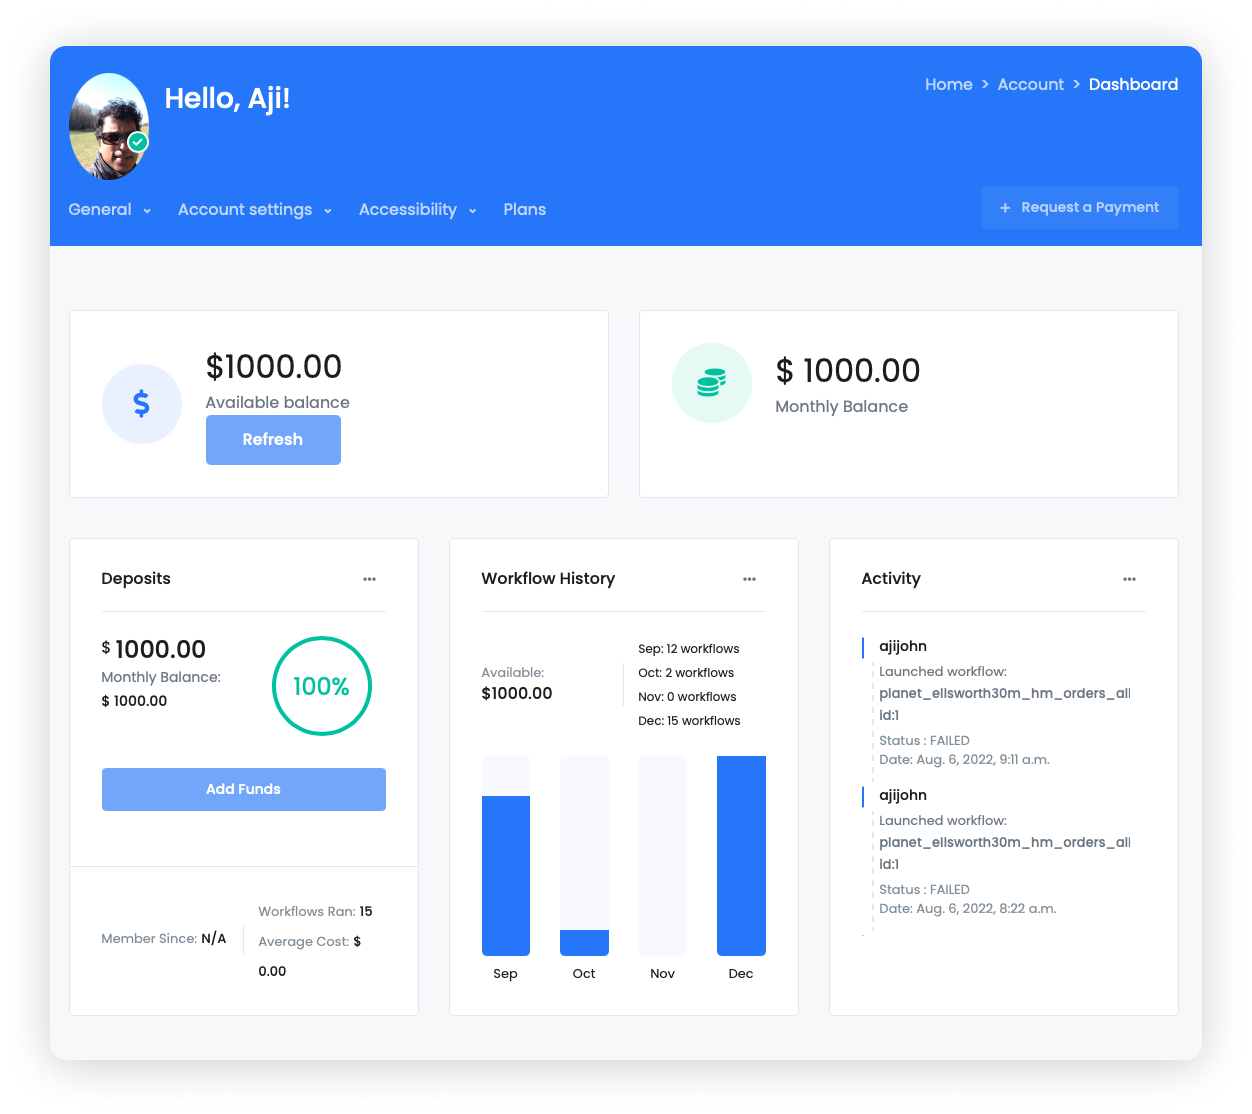 Hello, Aji!
Home > Account > Dashboard
General Account settings Accessibility Plans
+ Request a Payment
$
$1000.00
Available balance
Refresh
$ 1000.00
Monthly Balance
Deposits
$ 1000.00
Monthly Balance:
$ 1000.00
100%
Add Funds
Member Since: N/A
Workflows Ran: 15
Average Cost: $
0.00
Workflow History
Available:
$1000.00
Sep: 12 workflows
Oct: 2 workflows
Nov: 0 workflows
Dec: 15 workflows
Sep Oct Nov Dec
Activity
ajijohn
Launched workflow:
planet_ellsworth30m_hm_orders_all
id:1
Status : FAILED
Date: Aug. 6, 2022, 9:11 a.m.
ajijohn
Launched workflow:
planet_ellsworth30m_hm_orders_all
id:1
Status : FAILED
Date: Aug. 6, 2022, 8:22 a.m.